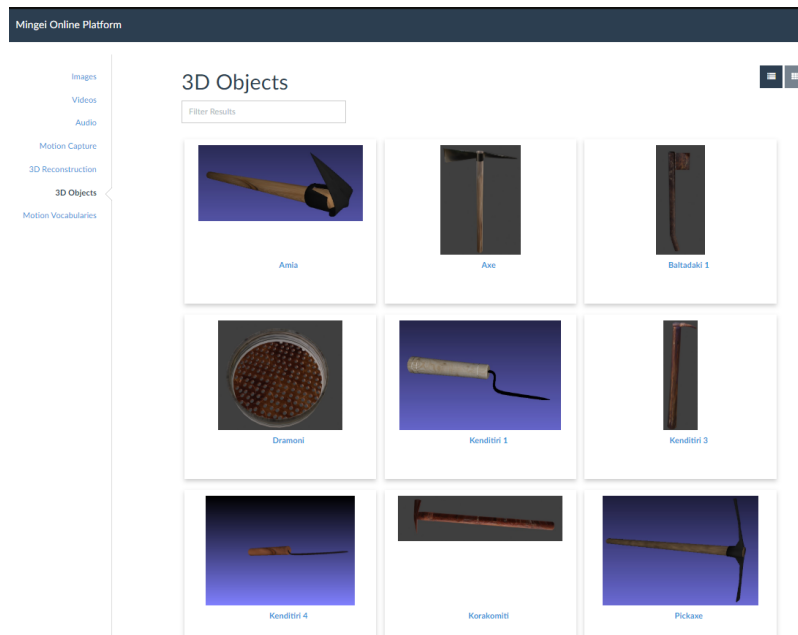 Mingei Online Platform
Images
Videos
Audio
Motion Capture
3D Reconstruction
3D Objects
Motion Vocabularies
3D Objects
Filter Results
Amia
Axe
Baltadaki 1
Dramoni
Kenditiri 1
Kenditiri 3
Kenditiri 4
Korakomiti
Pickaxe